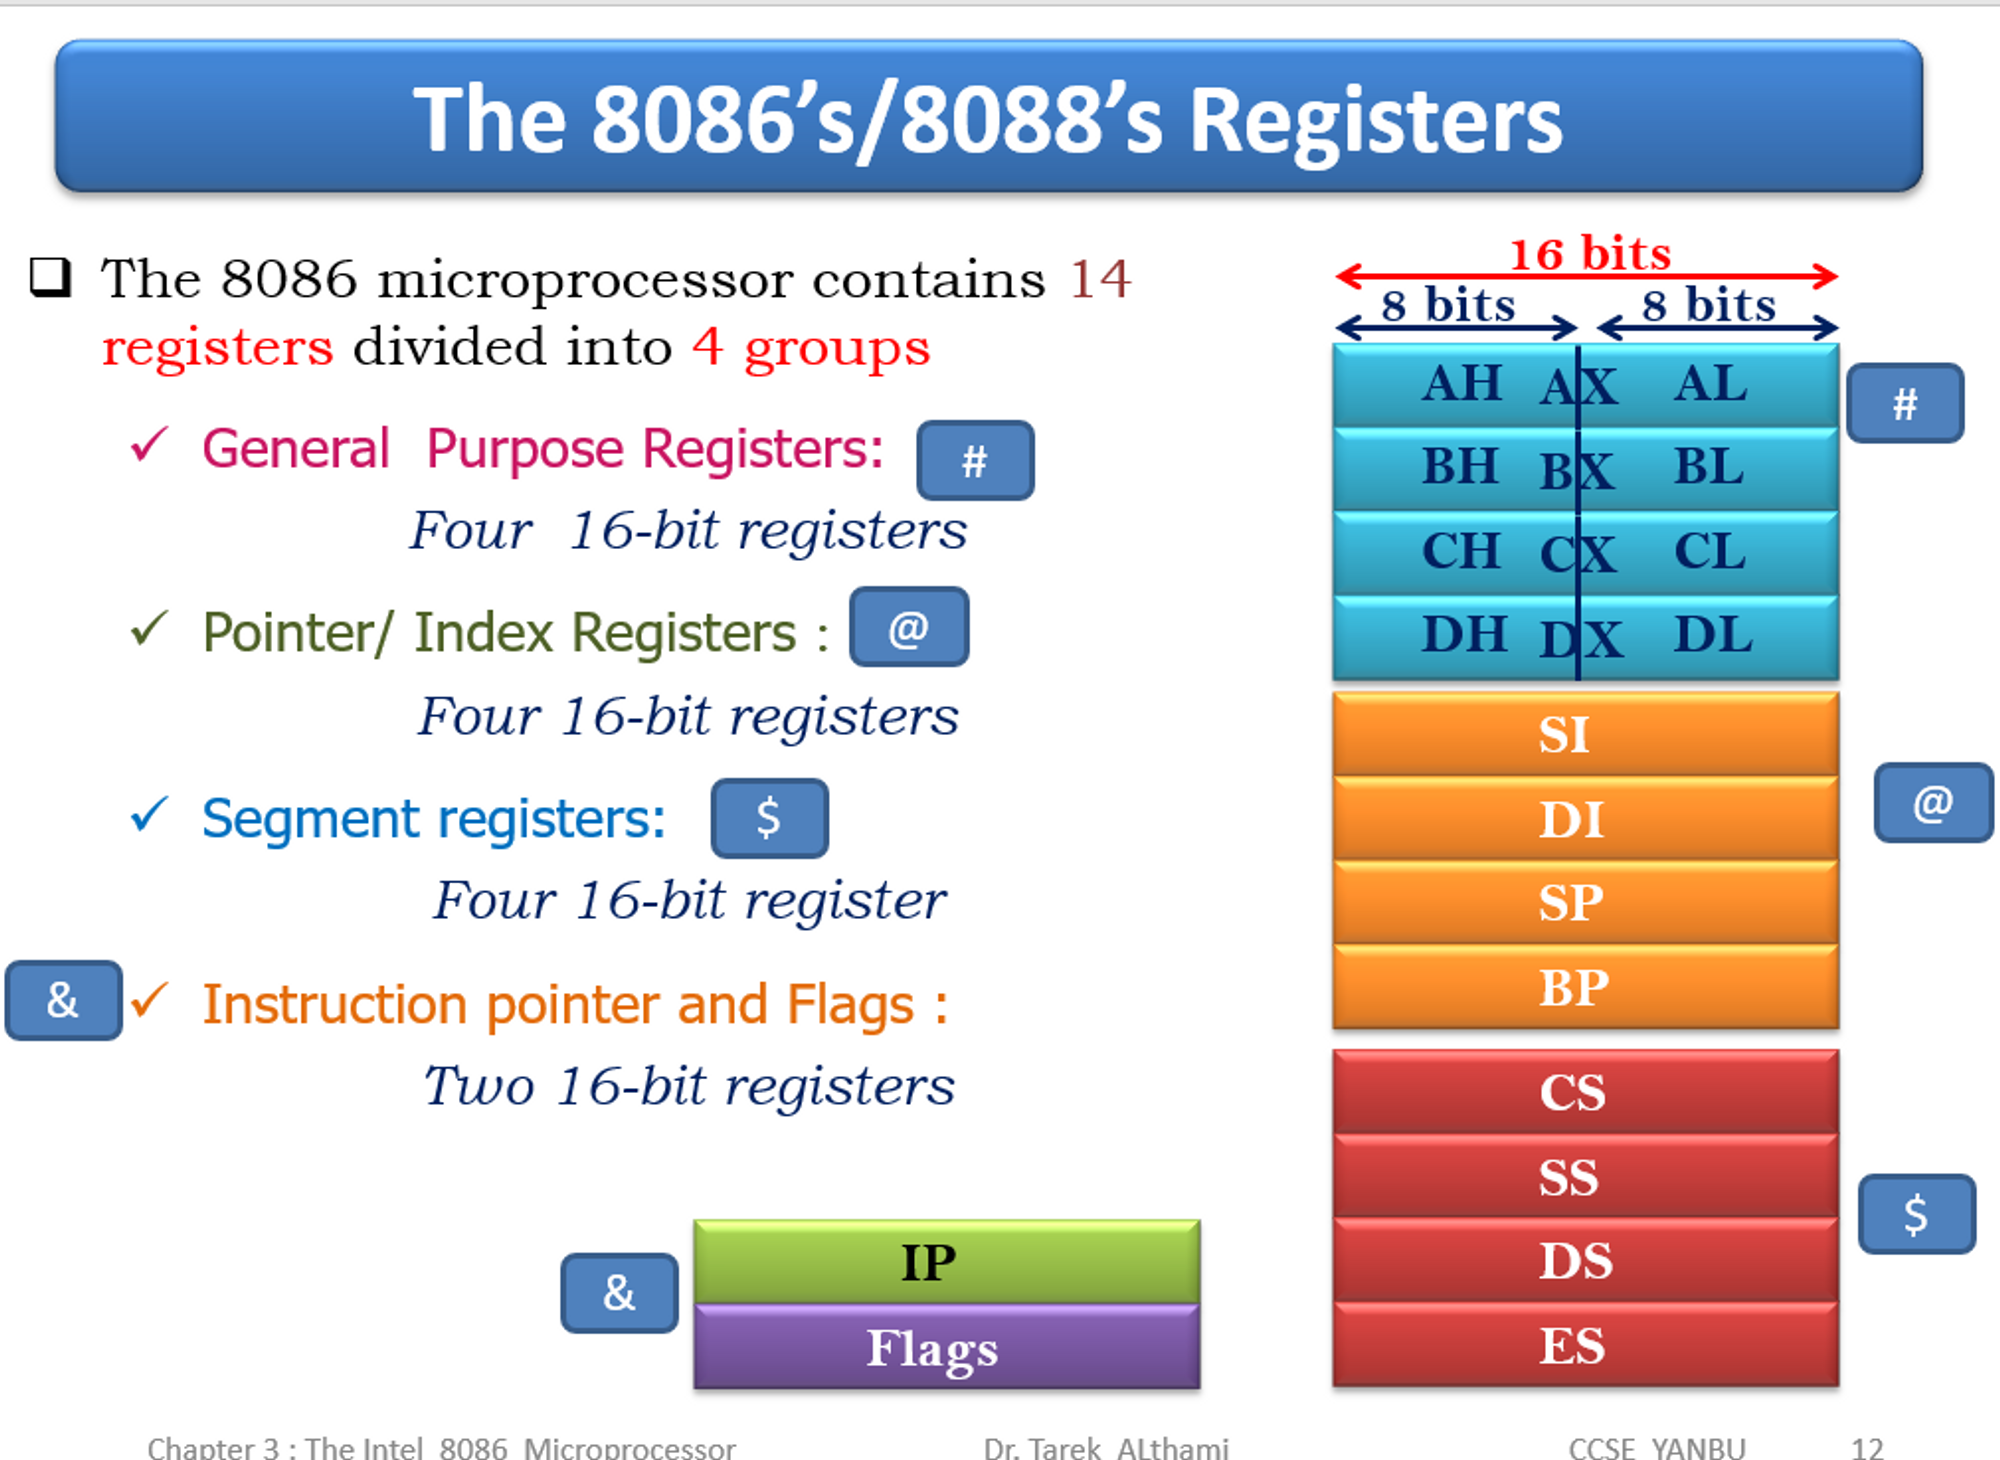 The 8086’s/8088’s Registers
❑ The 8086 microprocessor contains 14
registers divided into 4 groups
✓ General Purpose Registers: #
Four 16-bit registers
✓ Pointer/ Index Registers : @
Four 16-bit registers
✓ Segment registers: $
Four 16-bit register
& ✓ Instruction pointer and Flags :
Two 16-bit registers
& IP
Flags
16 bits
8 bits 8 bits
AH AX AL #
BH BX BL
CH CX CL
DH DX DL
SI
DI @
SP
BP
CS
SS
DS $
ES
Chapter 3 : The Intel 8086 Microprocessor Dr. Tarek ALthami CCSE YANBU 12